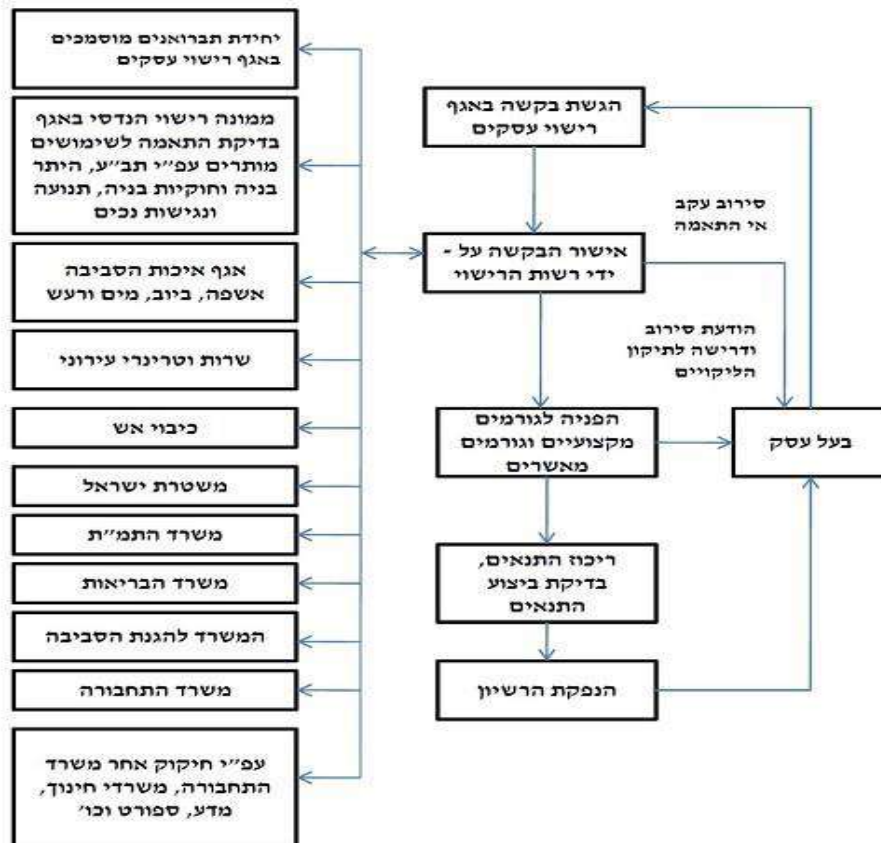 הגשת בקשה באגף
רישוי עסקים
אישור הבקשה על -
ידי רשות הרישוי
סירוב עקב
אי התאמה
הודעת סירוב
ודרישה לתיקון
הליקויים
הפניה לגורמים
מקצועיים וגורמים
מאשרים
בעל עסק
ריכוז התנאים,
בדיקת ביצוע
התנאים
הנפקת הרשיון
יחידת תברואנים מוסמכים
באגף רישוי עסקים
ממונה רישוי הנדסי באגף
בדיקת התאמה לשימושים
מותרים עפ״י תב״ע, היתר
בניה וחוקיות בניה, תנועה
ונגישות נכים
אגף איכות הסביבה
אשפה, ביוב, מים ורעש
שרות וטרינרי עירוני
כיבוי אש
משטרת ישראל
משרד התמ״ת
משרד הבריאות
המשרד להגנת הסביבה
משרד התחבורה
עפ״י חיקוק אחר משרד
התחבורה, משרדי חינוך,
מדע, ספורט וכו׳